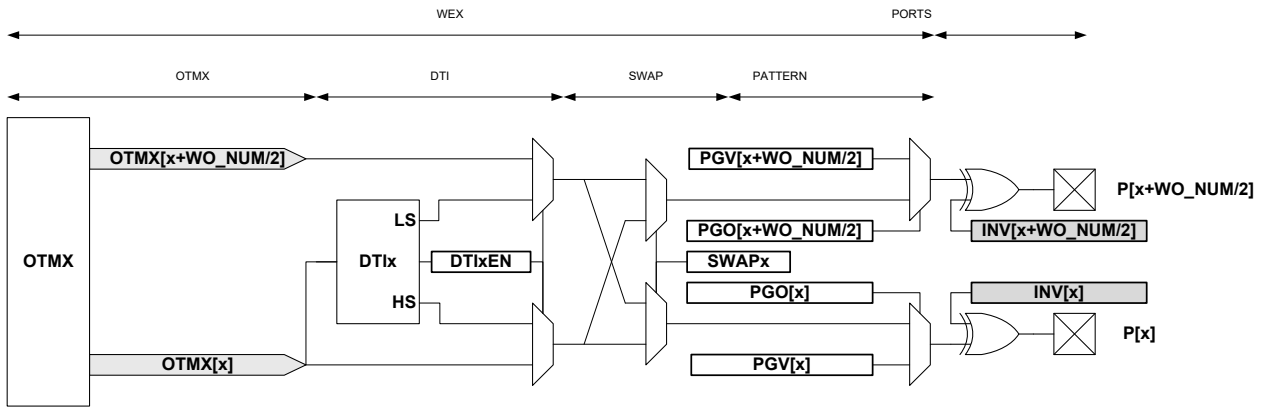 WEX PORTS
OTMX DTI SWAP PATTERN
OTMX[x+WO_NUM/2] PGV[x+WO_NUM/2]
P[x+WO_NUM/2]
LS
PGO[x+WO_NUM/2] INV[x+WO_NUM/2]
OTMX DTIx DTIxEN SWAPx
PGO[x] INV[x]
HS
P[x]
OTMX[x] PGV[x]